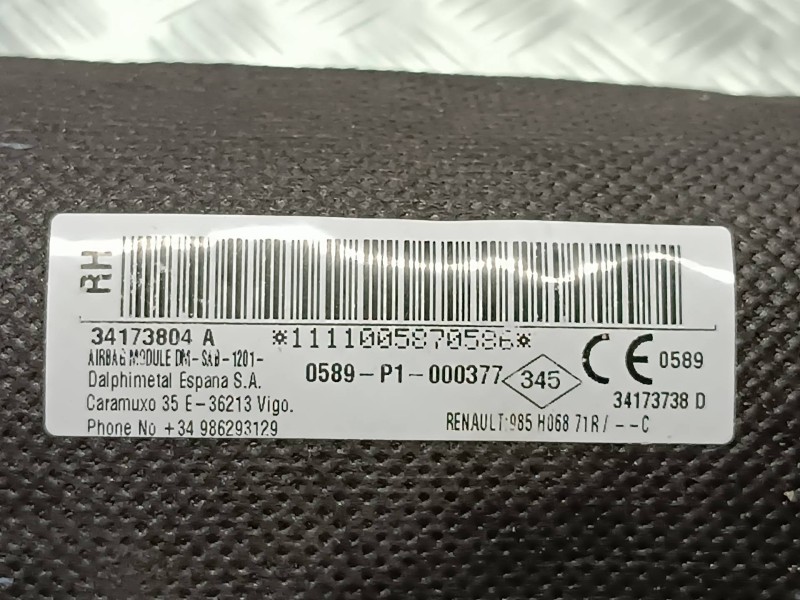 RH
34173804 A *1111005870586*
AIRBAG MODULE DM-SAB-1201-
Dalphimetal Espana S.A.
Caramuxo 35 E-36213 Vigo.
Phone No +34 986293129
0589-P1-000377 345 CE 0589
34173738 D
RENAULT:985 H068 71R/--C